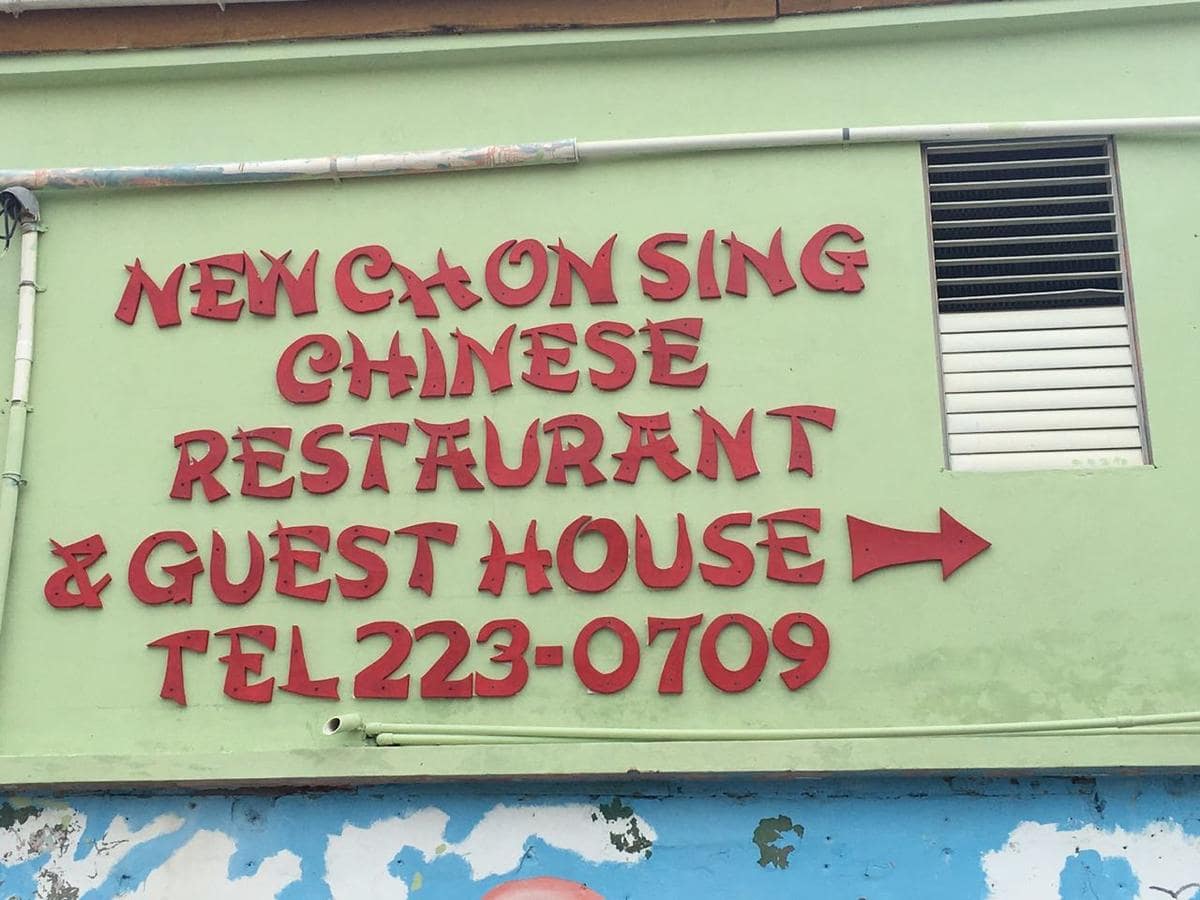 NEW CHON SING
CHINESE
RESTAURANT
& GUEST HOUSE
TEL 223-0709